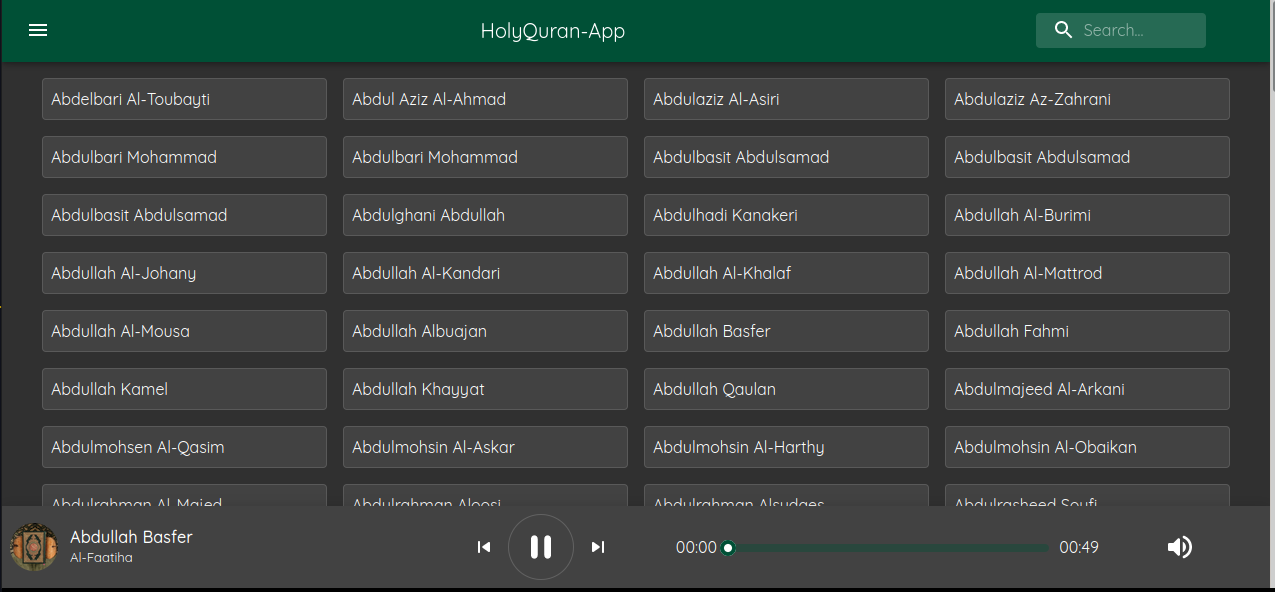 HolyQuran-App
Search...
Abdelbari Al-Toubayti Abdul Aziz Al-Ahmad Abdulaziz Al-Asiri Abdulaziz Az-Zahrani
Abdulbari Mohammad Abdulbari Mohammad Abdulbasit Abdulsamad Abdulbasit Abdulsamad
Abdulbasit Abdulsamad Abdulghani Abdullah Abdulhadi Kanakeri Abdullah Al-Burimi
Abdullah Al-Johany Abdullah Al-Kandari Abdullah Al-Khalaf Abdullah Al-Mattrod
Abdullah Al-Mousa Abdullah Albuajan Abdullah Basfer Abdullah Fahmi
Abdullah Kamel Abdullah Khayyat Abdullah Qaulan Abdulmajeed Al-Arkani
Abdulmohsen Al-Qasim Abdulmohsin Al-Askar Abdulmohsin Al-Harthy Abdulmohsin Al-Obaikan
Abdulrahman Al-Majed Abdulrahman Aloosi Abdulrahman Alsudaes Abdulrasheed Soufi
Abdullah Basfer
Al-Faatiha
00:00 00:49